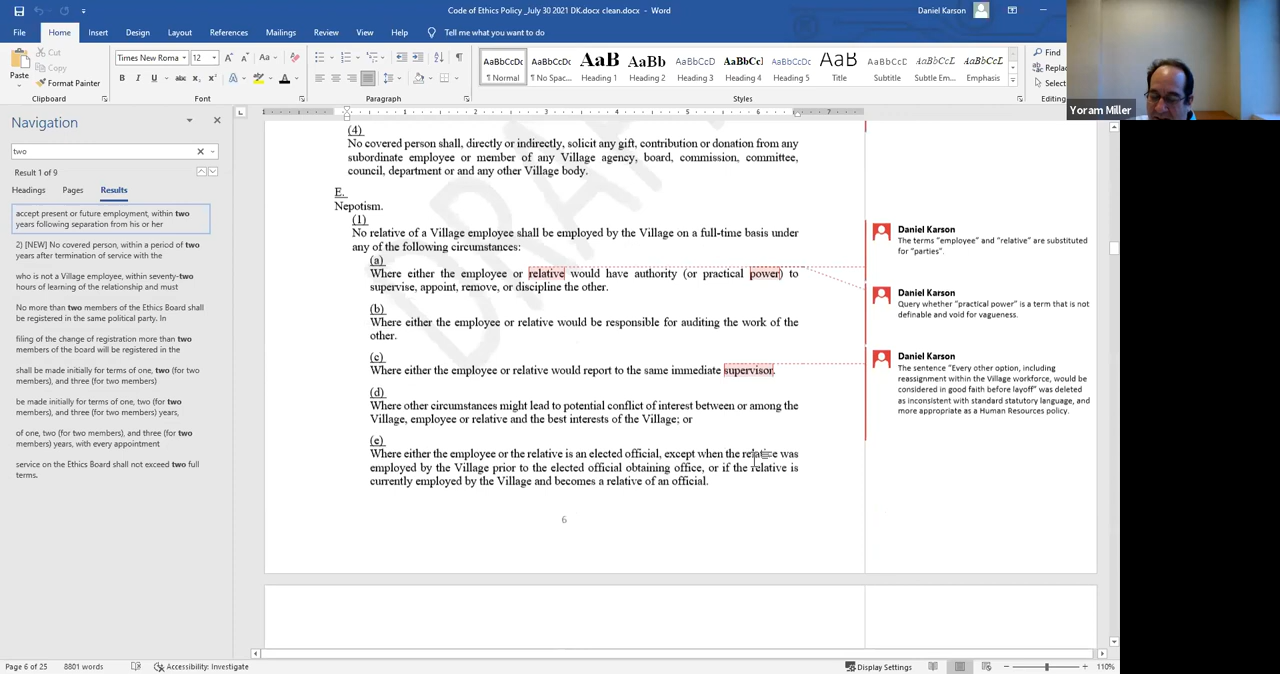 Code of Ethics Policy _July 30 2021 DK.docx clean.docx - Word
Daniel Karson
File Home Insert Design Layout References Mailings Review View Help Tell me what you want to do
Paste
Cut
Copy
Format Painter
Clipboard
Times New Roma 12
B I U
Font
Paragraph
AaBbCcDc AaBbCcDc AaBbC AaBbC AaBbCcD AaBbCc AaBbCcDc AaB AaBbCcD AaBbCcD AaBbCcD
¶ Normal ¶ No Spac... Heading 1 Heading 2 Heading 3 Heading 4 Heading 5 Title Subtitle Subtle Em... Emphasis
Styles
Find
Replac
Select
Editing
Yoram Miller
Navigation
two
Result 1 of 9
Headings Pages Results
accept present or future employment, within two
years following separation from his or her
2) [NEW] No covered person, within a period of two
years after termination of service with the
who is not a Village employee, within seventy-two
hours of learning of the relationship and must
No more than two members of the Ethics Board shall
be registered in the same political party. In
filing of the change of registration more than two
members of the board will be registered in the
shall be made initially for terms of one, two (for two
members), and three (for two members)
be made initially for terms of one, two (for two
members), and three (for two members) years,
of one, two (for two members), and three (for two
members) years, with every appointment
service on the Ethics Board shall not exceed two full
terms.
DRAFT
(4)
No covered person shall, directly or indirectly, solicit any gift, contribution or donation from any
subordinate employee or member of any Village agency, board, commission, committee,
council, department or and any other Village body.
E.
Nepotism.
(1)
No relative of a Village employee shall be employed by the Village on a full-time basis under
any of the following circumstances:
(a)
Where either the employee or relative would have authority (or practical power) to
supervise, appoint, remove, or discipline the other.
(b)
Where either the employee or relative would be responsible for auditing the work of the
other.
(c)
Where either the employee or relative would report to the same immediate supervisor.
(d)
Where other circumstances might lead to potential conflict of interest between or among the
Village, employee or relative and the best interests of the Village; or
(e)
Where either the employee or the relative is an elected official, except when the relative was
employed by the Village prior to the elected official obtaining office, or if the relative is
currently employed by the Village and becomes a relative of an official.
6
Daniel Karson
The terms “employee” and “relative” are substituted
for “parties”.
Daniel Karson
Query whether “practical power” is a term that is not
definable and void for vagueness.
Daniel Karson
The sentence “Every other option, including
reassignment within the Village workforce, would be
considered in good faith before layoff” was deleted
as inconsistent with standard statutory language, and
more appropriate as a Human Resources policy.
Page 6 of 25 8801 words Accessibility: Investigate Display Settings 110%